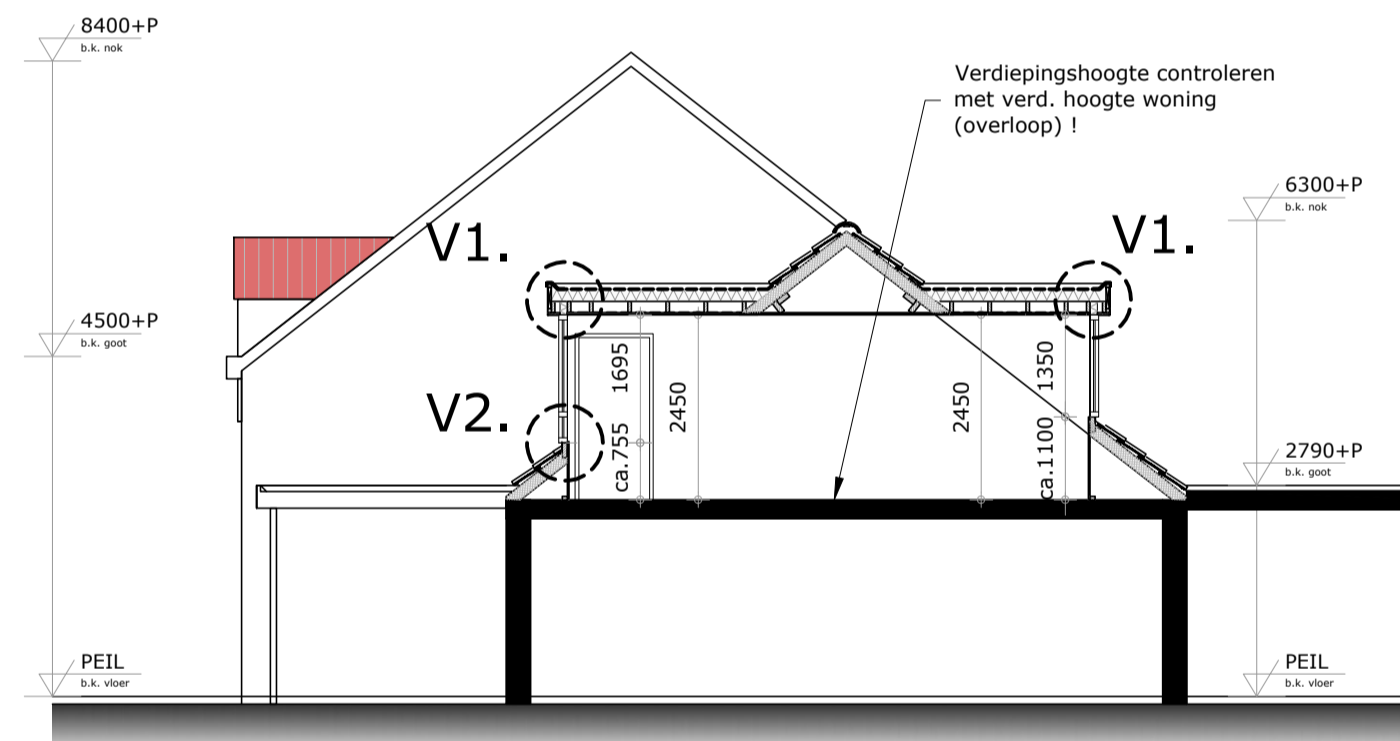 8400+P
b.k. nok
Verdiepingshoogte controleren
met verd. hoogte woning
(overloop) !
6300+P
b.k. nok
V1.
V1.
4500+P
b.k. goot
1695
2450
2450
1350
V2.
ca.755
ca.1100
2790+P
b.k. goot
PEIL
b.k. vloer
PEIL
b.k. vloer